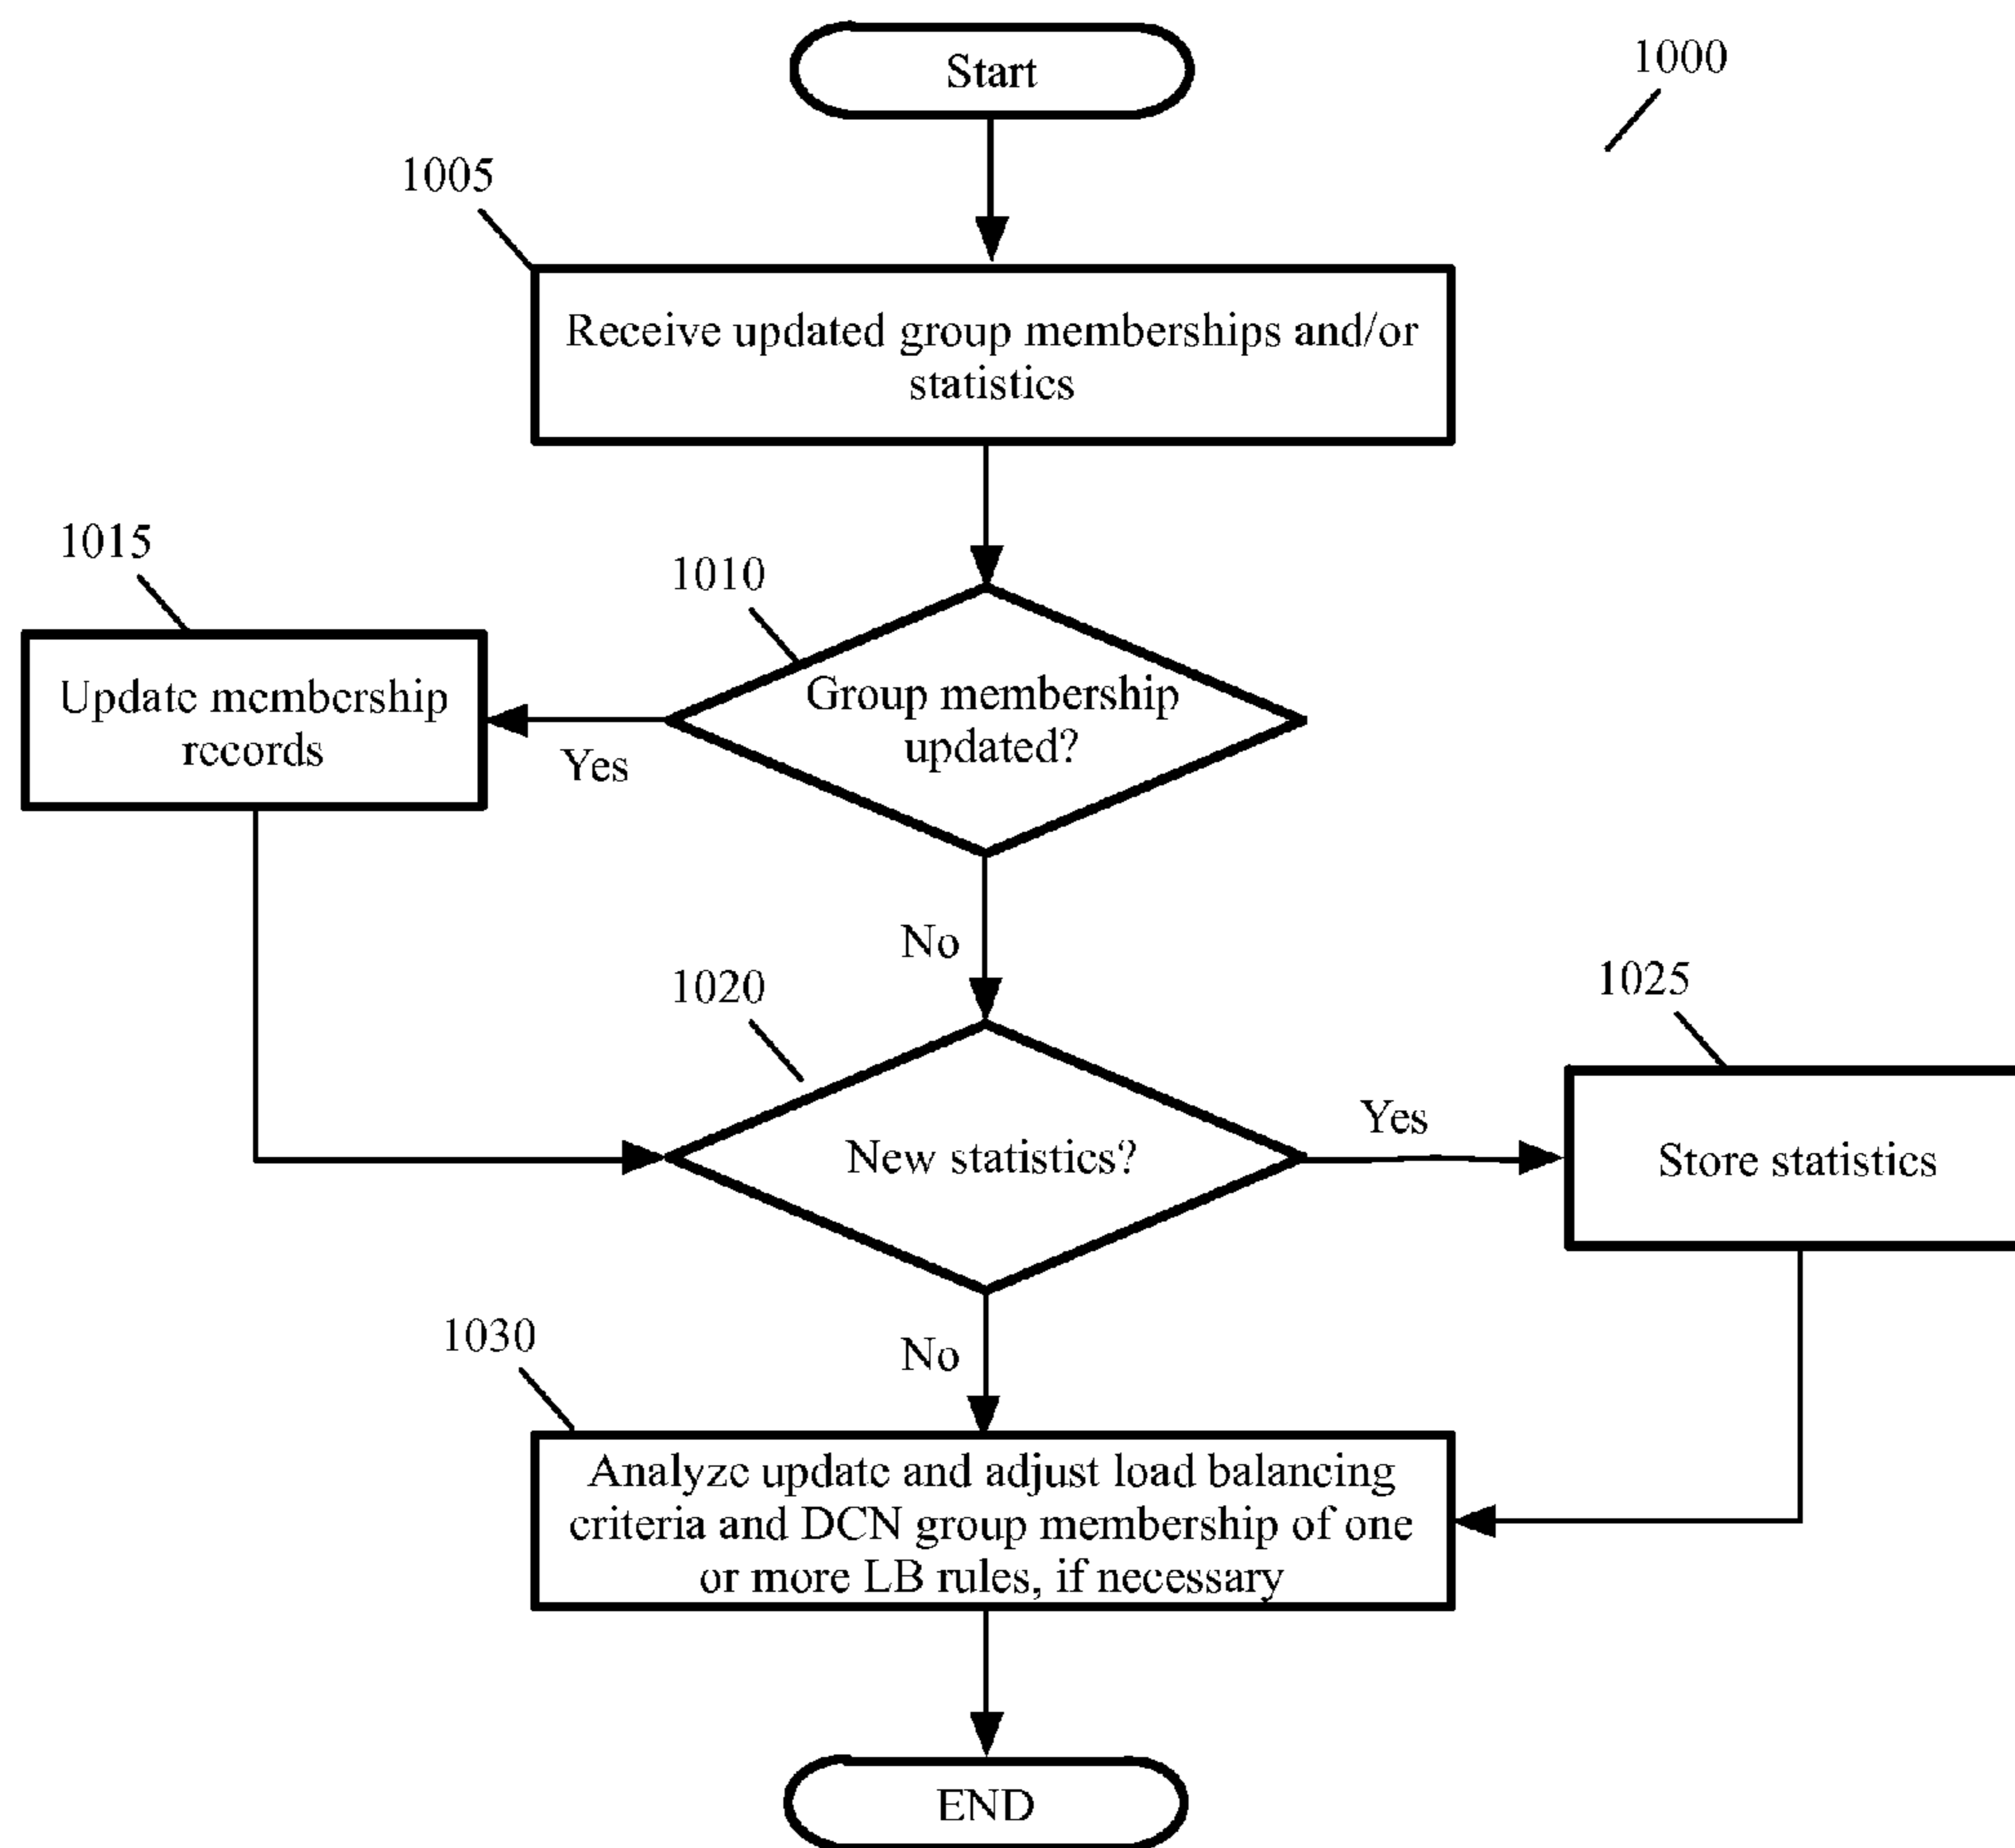 Start
1000
1005
Receive updated group memberships and/or
statistics
1015
1010
Update membership
records
Group membership
updated?
Yes
No
1020
1025
New statistics?
Yes
Store statistics
1030
No
Analyze update and adjust load balancing
criteria and DCN group membership of one
or more LB rules, if necessary
END